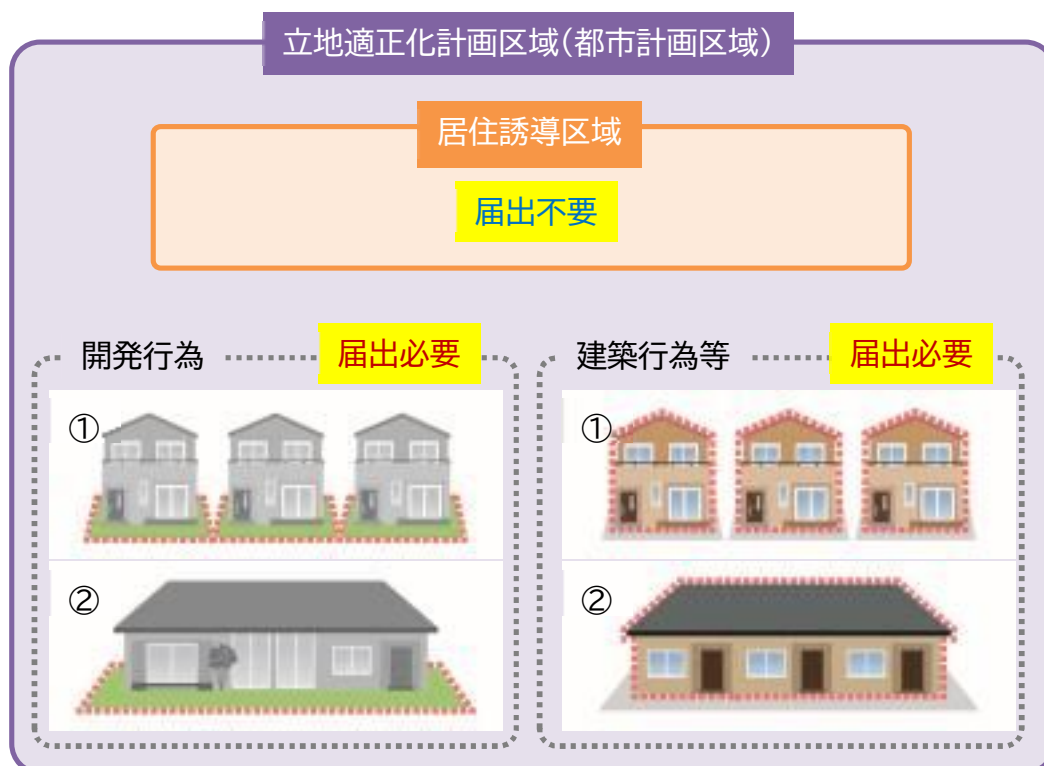 立地適正化計画区域(都市計画区域)
居住誘導区域
届出不要
開発行為 届出必要
①
②
建築行為等 届出必要
①
②